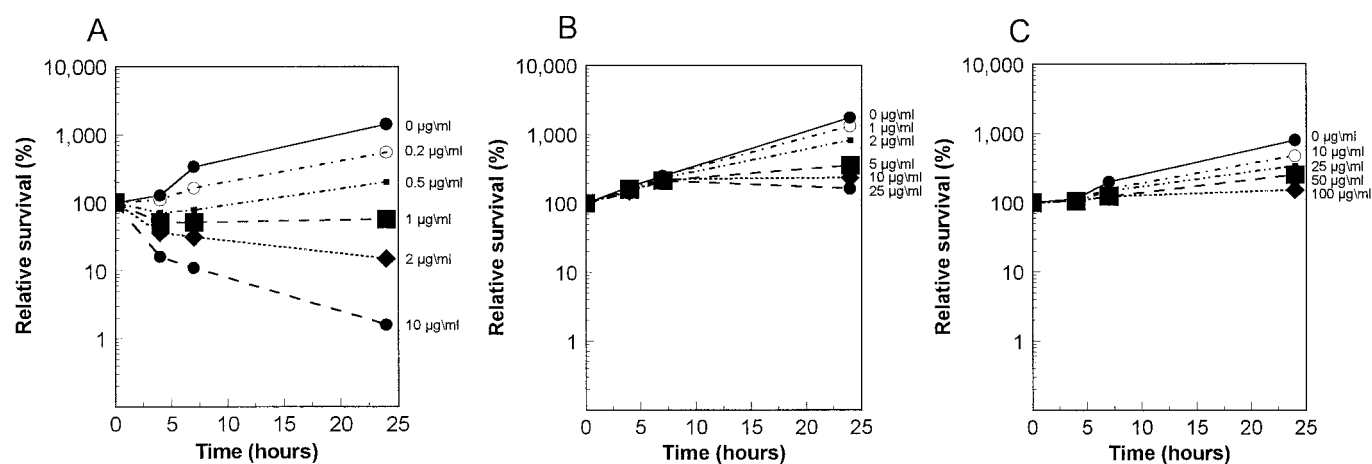 A
Relative survival (%)
10,000
1,000
100
10
1
0 µg\ml
0.2 µg\ml
0.5 µg\ml
1 µg\ml
2 µg\ml
10 µg\ml
0 5 10 15 20 25
Time (hours)
B
Relative survival (%)
10,000
1,000
100
10
1
0 µg\ml
1 µg\ml
2 µg\ml
5 µg\ml
10 µg\ml
25 µg\ml
0 5 10 15 20 25
Time (hours)
C
Relative survival (%)
10,000
1,000
100
10
1
0 µg\ml
10 µg\ml
25 µg\ml
50 µg\ml
100 µg\ml
0 5 10 15 20 25
Time (hours)